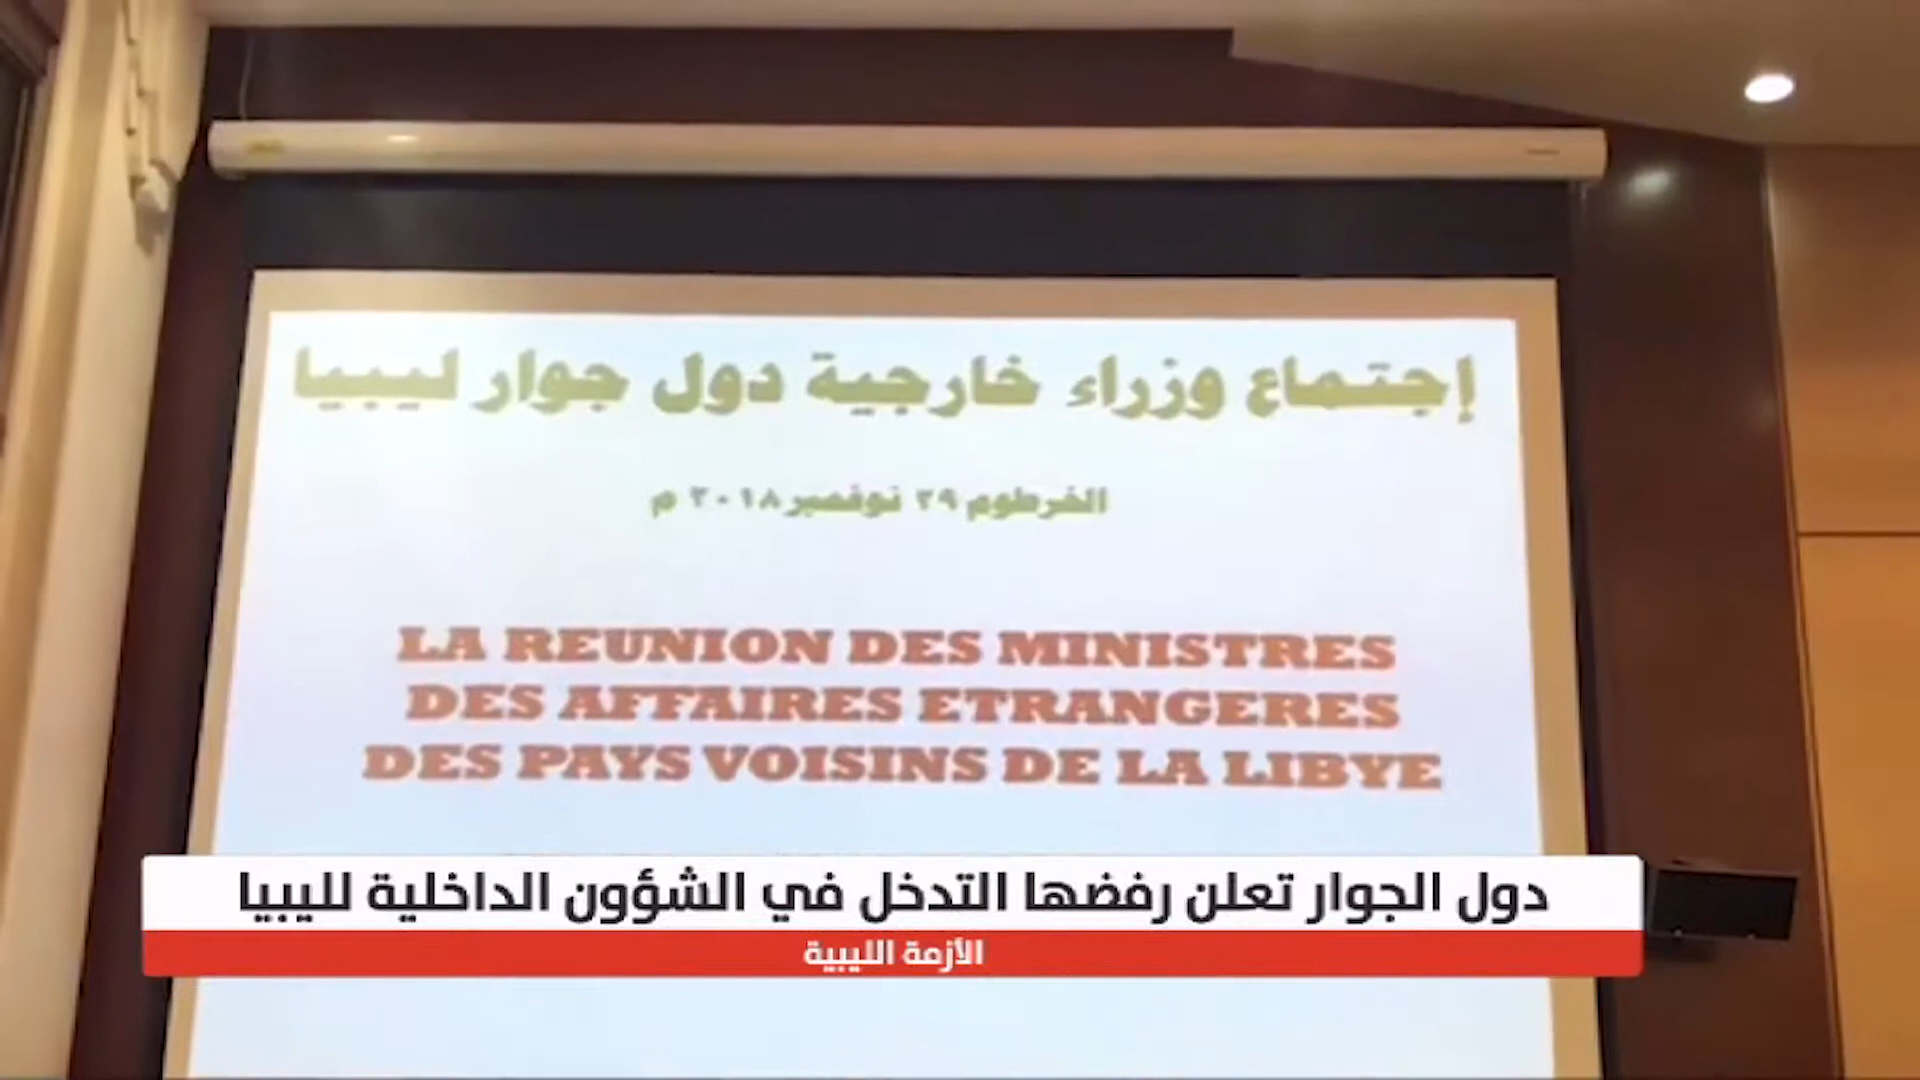 إجتماع وزراء خارجية دول جوار ليبيا
الخرطوم ٢٩ نوفمبر ٢٠١٨ م
LA REUNION DES MINISTRES
DES AFFAIRES ETRANGERES
DES PAYS VOISINS DE LA LIBYE
دول الجوار تعلن رفضها التدخل في الشؤون الداخلية لليبيا
الأزمة الليبية